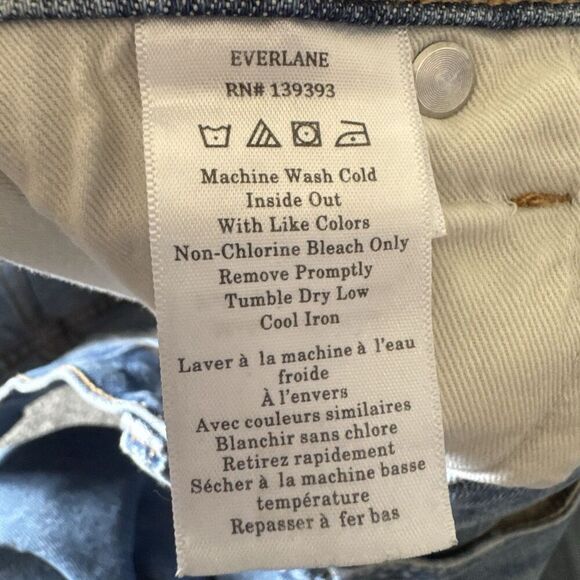 EVERLANE
RN# 139393
Machine Wash Cold
Inside Out
With Like Colors
Non-Chlorine Bleach Only
Remove Promptly
Tumble Dry Low
Cool Iron
Laver à la machine à l'eau
froide
À l'envers
Avec couleurs similaires
Blanchir sans chlore
Retirez rapidement
Sécher à la machine basse
température
Repasser à fer bas